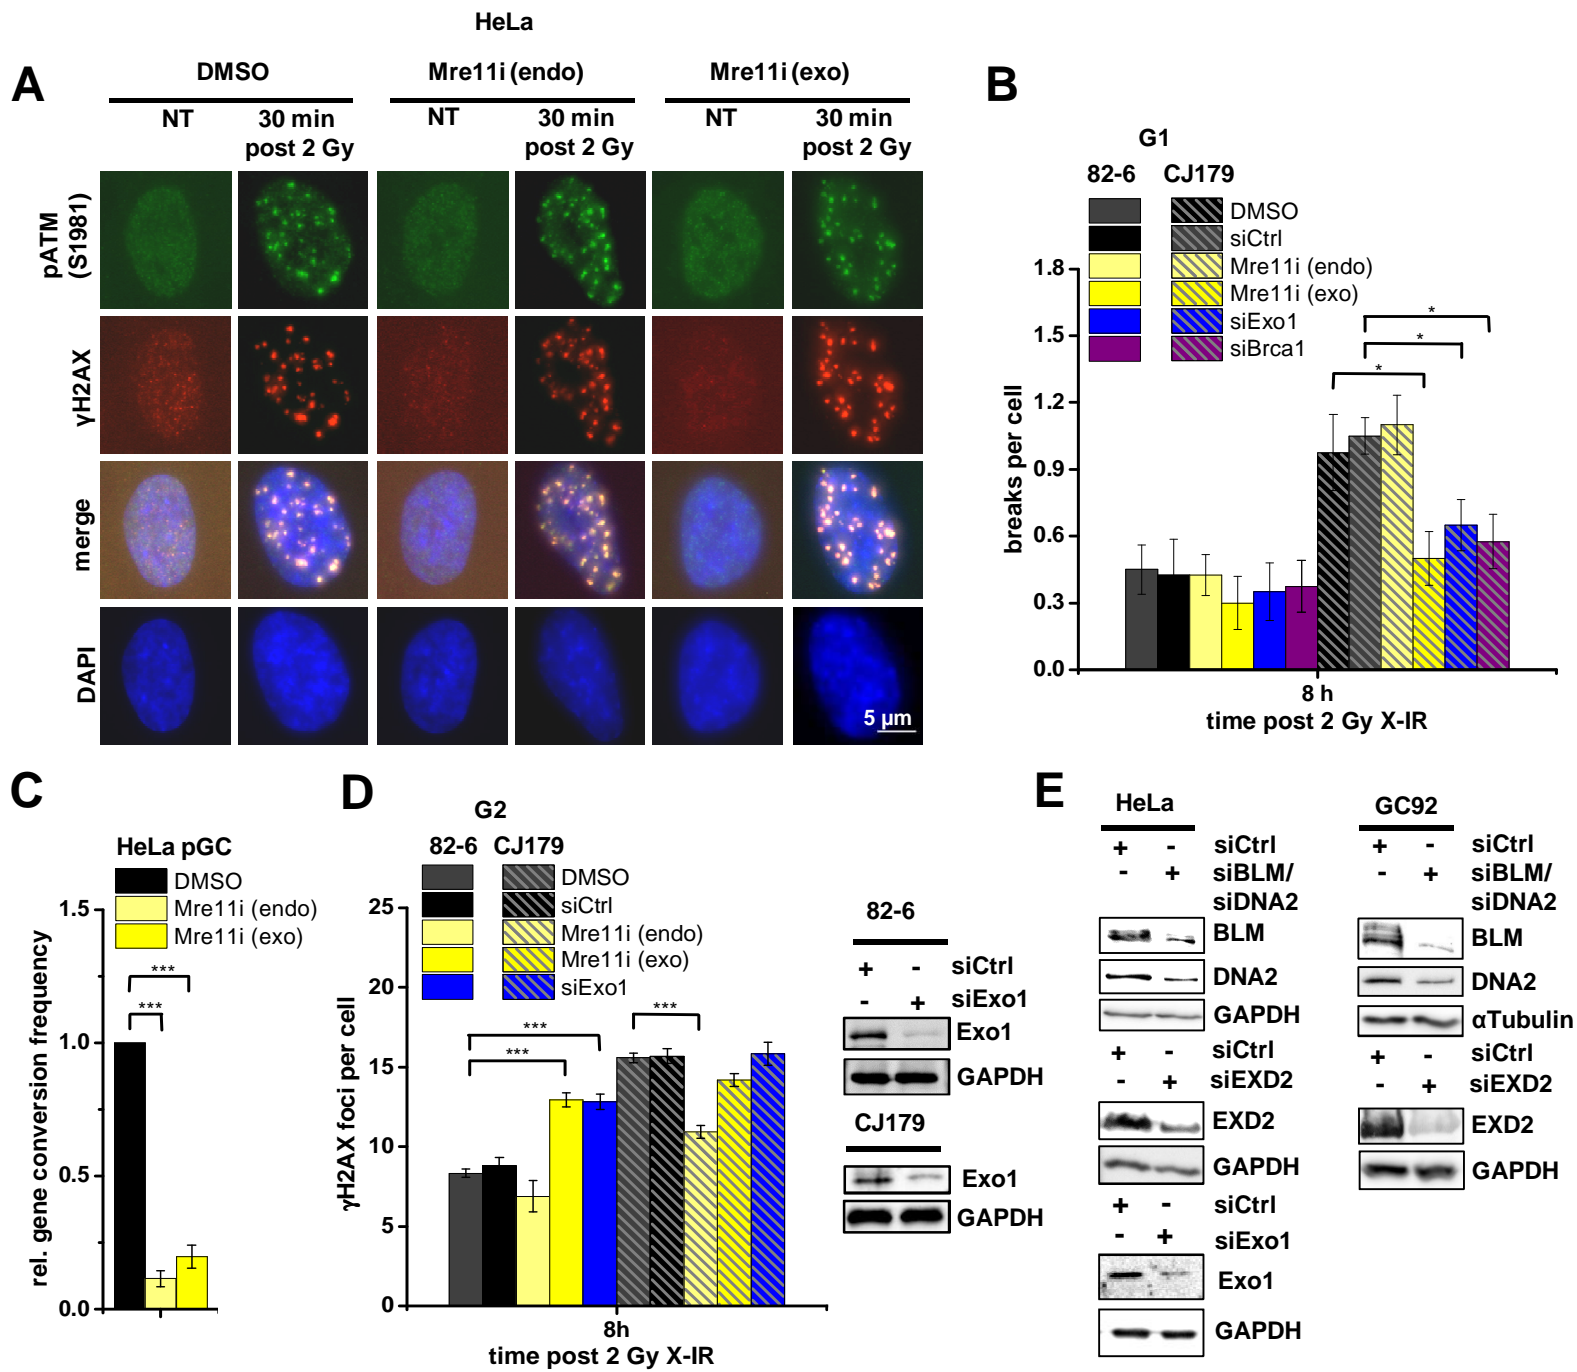 HeLa
A
DMSO
Mre11i (endo)
Mre11i (exo)
NT
30 min
post 2 Gy
NT
30 min
post 2 Gy
NT
30 min
post 2 Gy
pATM
(S1981)
γH2AX
merge
DAPI
5 µm
B
G1
82-6 CJ179
DMSO
siCtrl
Mre11i (endo)
Mre11i (exo)
siExo1
siBrca1
1.8
1.5
1.2
0.9
0.6
0.3
0.0
breaks per cell
*
*
*
8 h
time post 2 Gy X-IR
C
HeLa pGC
DMSO
Mre11i (endo)
Mre11i (exo)
1.5
1.0
0.5
0.0
rel. gene conversion frequency
***
***
D
G2
82-6 CJ179
DMSO
siCtrl
Mre11i (endo)
Mre11i (exo)
siExo1
25
20
15
10
5
0
γH2AX foci per cell
***
***
***
8h
time post 2 Gy X-IR
82-6
+ - siCtrl
- + siExo1
Exo1
GAPDH
CJ179
Exo1
GAPDH
E
HeLa
+ - siCtrl
- + siBLM/
siDNA2
BLM
DNA2
GAPDH
+ - siCtrl
- + siEXD2
EXD2
GAPDH
+ - siCtrl
- + siExo1
Exo1
GAPDH
GC92
+ - siCtrl
- + siBLM/
siDNA2
BLM
DNA2
αTubulin
+ - siCtrl
- + siEXD2
EXD2
GAPDH